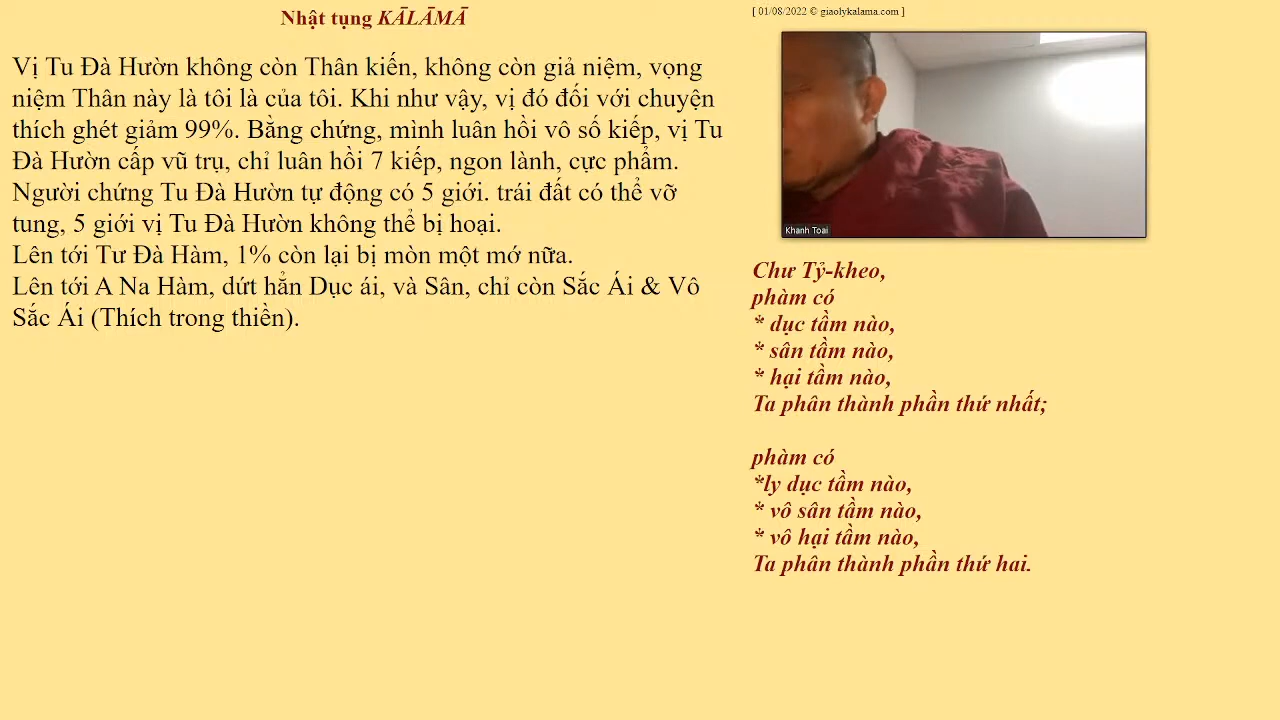 Nhật tụng KĀLĀMĀ
Vị Tu Đà Hườn không còn Thân kiến, không còn giả niệm, vọng
niệm Thân này là tôi là của tôi. Khi như vậy, vị đó đối với chuyện
thích ghét giảm 99%. Bằng chứng, mình luân hồi vô số kiếp, vị Tu
Đà Hườn cấp vũ trụ, chỉ luân hồi 7 kiếp, ngon lành, cực phẩm.
Người chứng Tu Đà Hườn tự động có 5 giới. trái đất có thể vỡ
tung, 5 giới vị Tu Đà Hườn không thể bị hoại.
Lên tới Tư Đà Hàm, 1% còn lại bị mòn một mớ nữa.
Lên tới A Na Hàm, dứt hẳn Dục ái, và Sân, chỉ còn Sắc Ái & Vô
Sắc Ái (Thích trong thiền).
[ 01/08/2022 © giaolykalama.com ]
Khanh Toai
Chư Tỷ-kheo,
phàm có
* dục tầm nào,
* sân tầm nào,
* hại tầm nào,
Ta phân thành phần thứ nhất;
phàm có
*ly dục tầm nào,
* vô sân tầm nào,
* vô hại tầm nào,
Ta phân thành phần thứ hai.